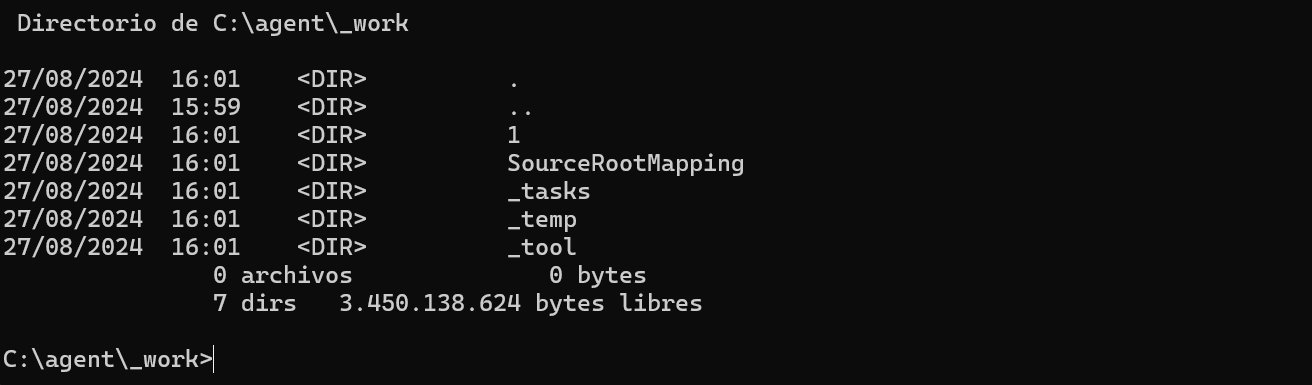 Directorio de C:\agent\_work
27/08/2024  16:01    <DIR>          .
27/08/2024  15:59    <DIR>          ..
27/08/2024  16:01    <DIR>          1
27/08/2024  16:01    <DIR>          SourceRootMapping
27/08/2024  16:01    <DIR>          _tasks
27/08/2024  16:01    <DIR>          _temp
27/08/2024  16:01    <DIR>          _tool
               0 archivos              0 bytes
               7 dirs   3.450.138.624 bytes libres
C:\agent\_work>